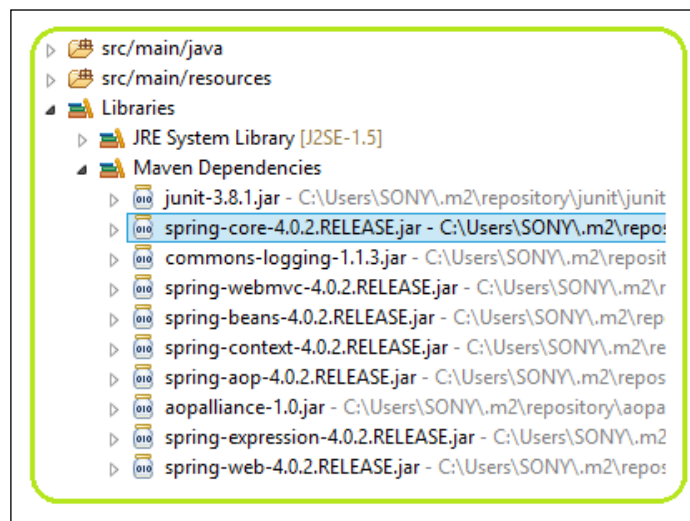 src/main/java
src/main/resources
Libraries
JRE System Library [J2SE-1.5]
Maven Dependencies
junit-3.8.1.jar - C:\Users\SONY\.m2\repository\junit\junit
spring-core-4.0.2.RELEASE.jar - C:\Users\SONY\.m2\repos
commons-logging-1.1.3.jar - C:\Users\SONY\.m2\reposit
spring-webmvc-4.0.2.RELEASE.jar - C:\Users\SONY\.m2\r
spring-beans-4.0.2.RELEASE.jar - C:\Users\SONY\.m2\rep
spring-context-4.0.2.RELEASE.jar - C:\Users\SONY\.m2\re
spring-aop-4.0.2.RELEASE.jar - C:\Users\SONY\.m2\repos
aopalliance-1.0.jar - C:\Users\SONY\.m2\repository\aopa
spring-expression-4.0.2.RELEASE.jar - C:\Users\SONY\.m2
spring-web-4.0.2.RELEASE.jar - C:\Users\SONY\.m2\repos